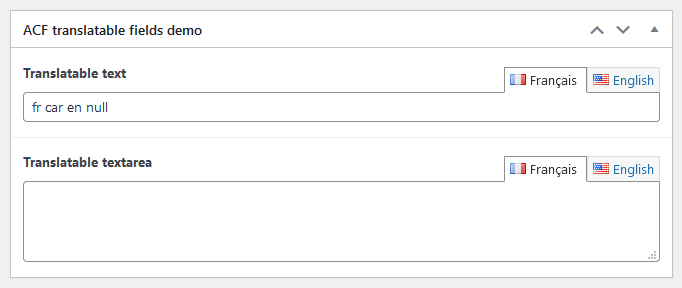 ACF translatable fields demo
Translatable text
Français English
fr car en null
Translatable textarea
Français English